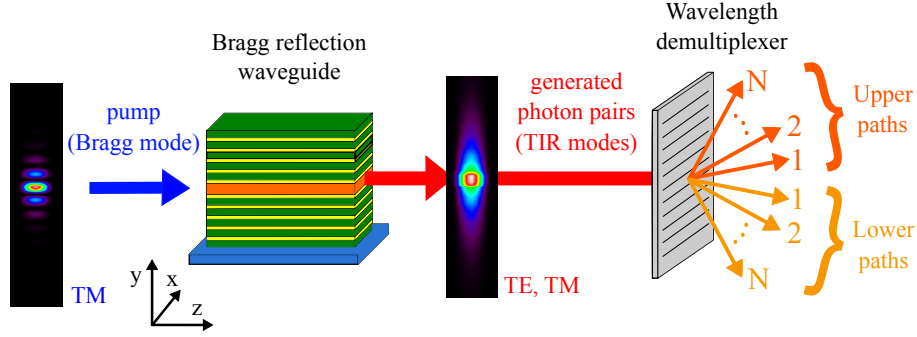 Bragg reflection
waveguide
pump
(Bragg mode)
TM
y
x
z
generated
photon pairs
(TIR modes)
TE, TM
Wavelength
demultiplexer
N
2
1
1
2
N
Upper
paths
Lower
paths